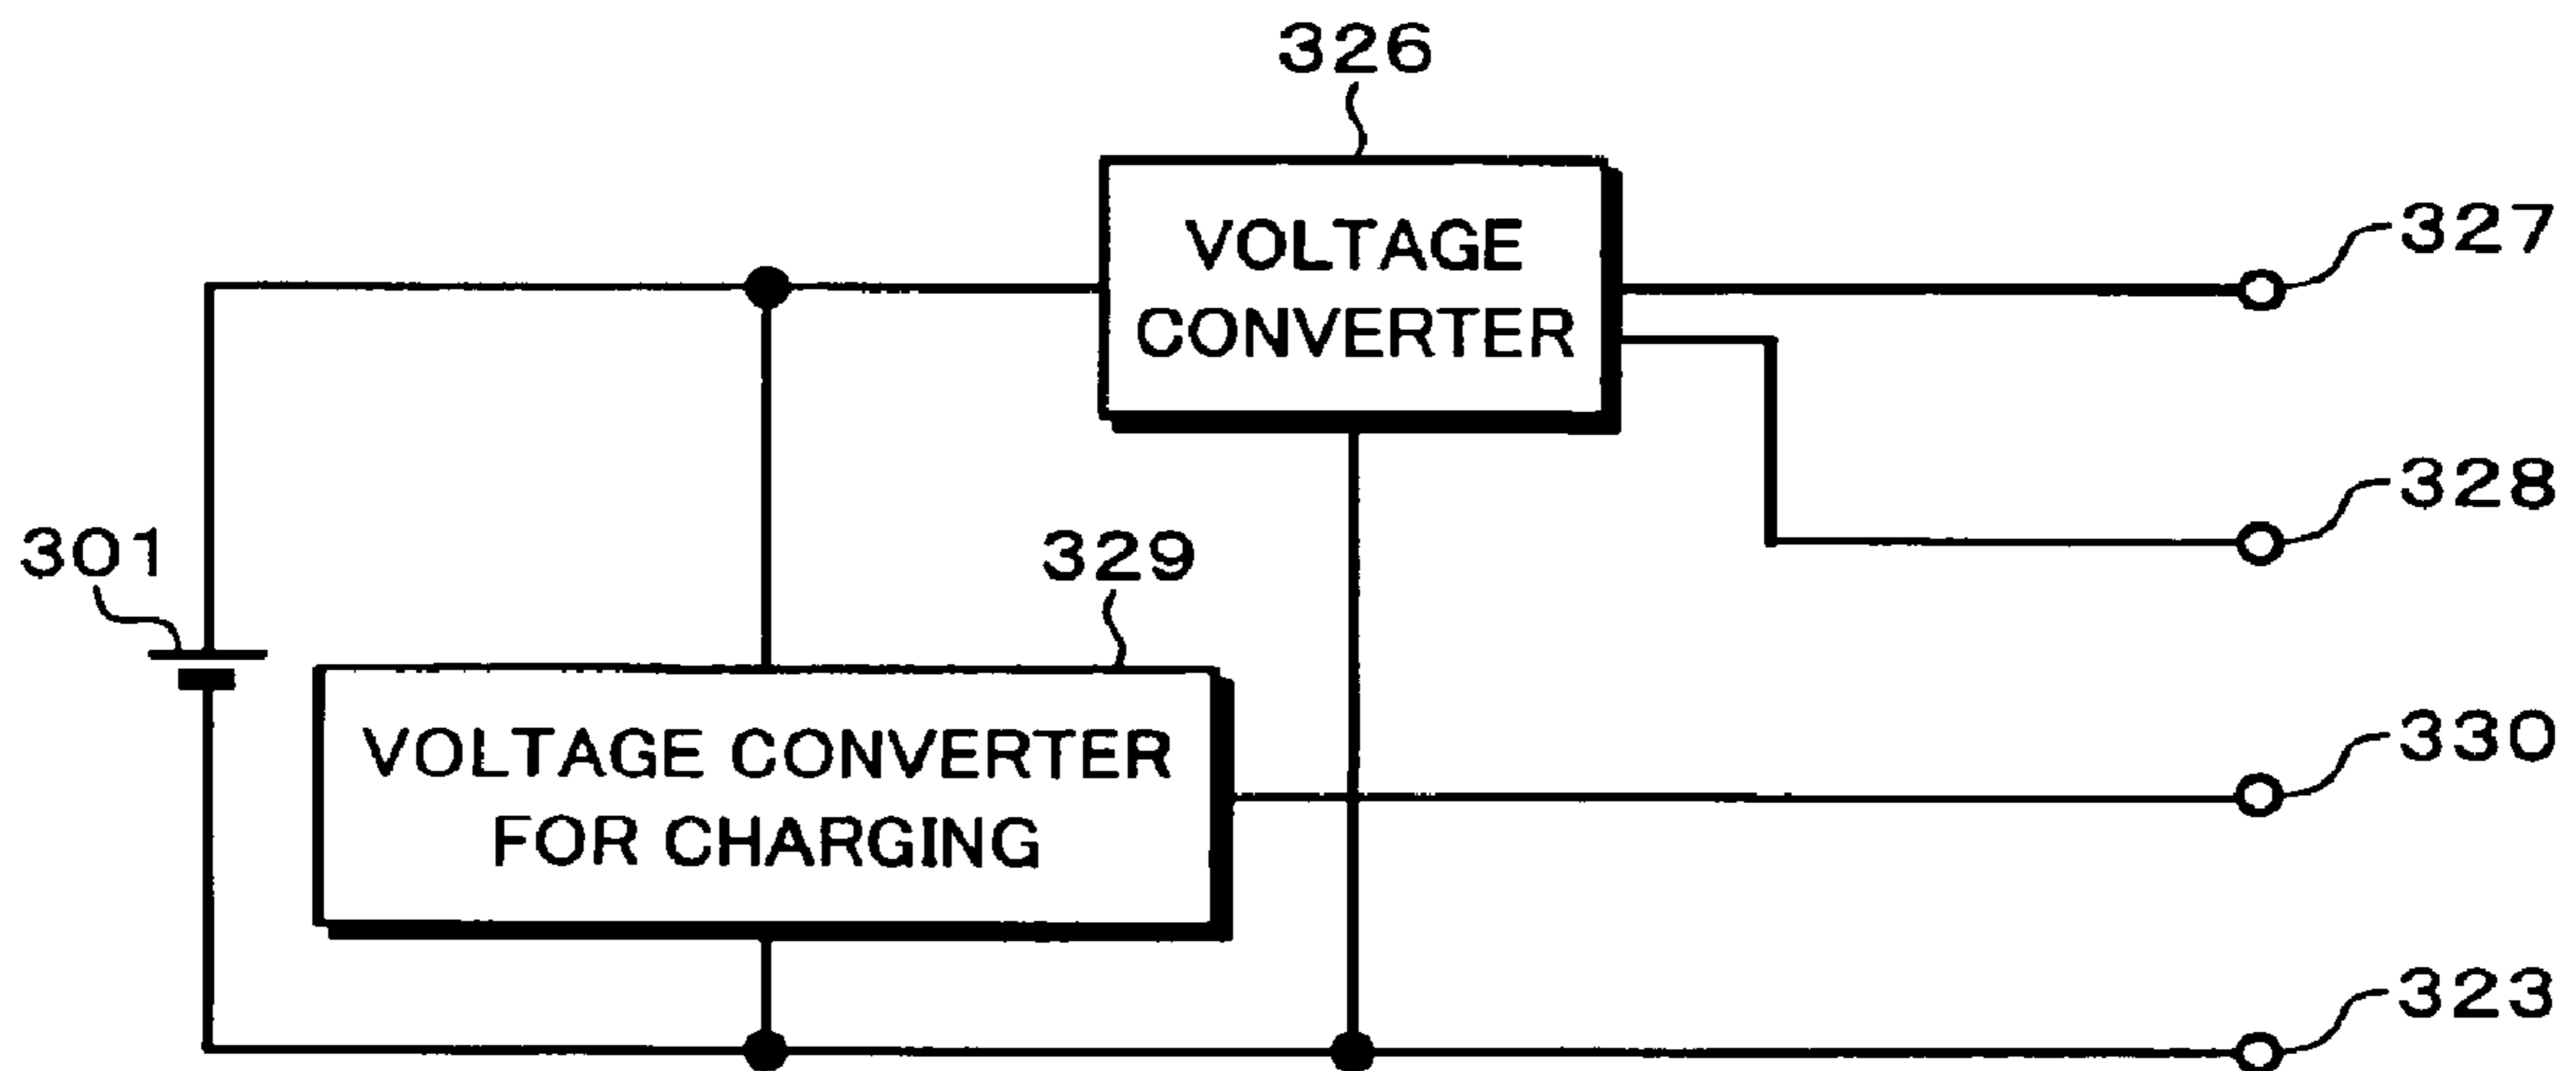 326
VOLTAGE
CONVERTER
327
328
301
329
VOLTAGE CONVERTER
FOR CHARGING
330
323